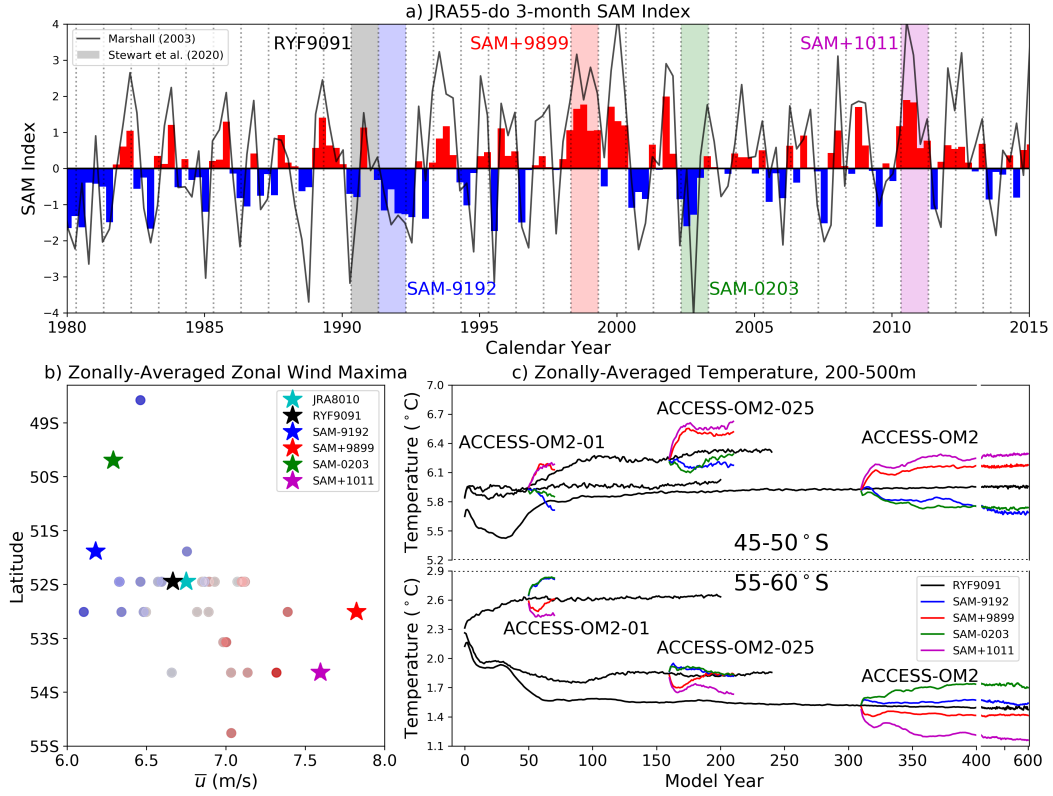 a) JRA55-do 3-month SAM Index
Marshall (2003)
Stewart et al. (2020)
RYF9091
SAM+9899
SAM+1011
SAM-9192
SAM-0203
SAM Index
4
3
2
1
0
−1
−2
−3
−4
1980
1985
1990
1995
2000
2005
2010
2015
Calendar Year
b) Zonally-Averaged Zonal Wind Maxima
JRA8010
RYF9091
SAM-9192
SAM+9899
SAM-0203
SAM+1011
Latitude
49S
50S
51S
52S
53S
54S
55S
6.0
6.5
7.0
7.5
8.0
u̅ (m/s)
c) Zonally-Averaged Temperature, 200-500m
ACCESS-OM2-01
ACCESS-OM2-025
ACCESS-OM2
45-50°S
Temperature (°C)
7.0
6.7
6.4
6.1
5.8
5.5
5.2
55-60°S
ACCESS-OM2-01
ACCESS-OM2-025
ACCESS-OM2
RYF9091
SAM-9192
SAM+9899
SAM-0203
SAM+1011
Temperature (°C)
2.9
2.6
2.3
2.0
1.7
1.4
1.1
0
50
100
150
200
250
300
350
400
600
Model Year